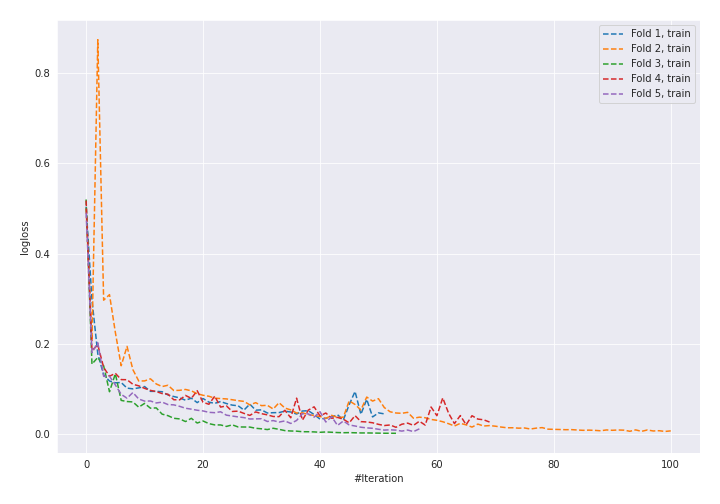 Fold 1, train
Fold 2, train
Fold 3, train
Fold 4, train
Fold 5, train
logloss
0.8
0.6
0.4
0.2
0.0
0
20
40
60
80
100
#Iteration